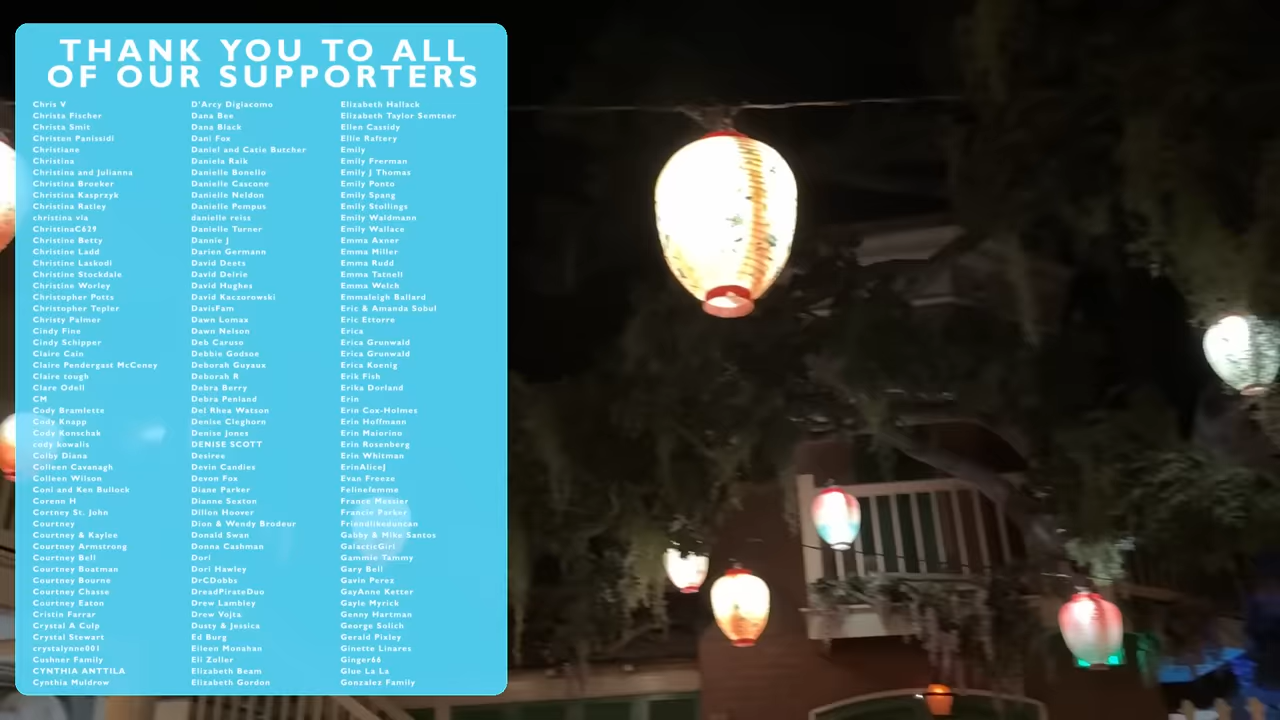 THANK YOU TO ALL
OF OUR SUPPORTERS
Chris V
Christa Fischer
Christa Smit
Christen Panissidi
Christiane
Christina
Christina and Julianna
Christina Broeker
Christina Kasprzyk
Christina Ratley
christina via
ChristinaC629
Christine Betty
Christine Ladd
Christine Laskodi
Christine Stockdale
Christine Worley
Christopher Potts
Christopher Tepler
Christy Palmer
Cindy Fine
Cindy Schipper
Claire Cain
Claire Pendergast McCeney
Claire tough
Clare Odell
CM
Cody Bramlette
Cody Knapp
Cody Konschak
cody kowalis
Colby Diana
Colleen Cavanagh
Colleen Wilson
Coni and Ken Bullock
Corenn H
Cortney St. John
Courtney
Courtney & Kaylee
Courtney Armstrong
Courtney Bell
Courtney Boatman
Courtney Bourne
Courtney Chasse
Courtney Eaton
Cristin Farrar
Crystal A Culp
Crystal Stewart
crystalynne001
Cushner Family
CYNTHIA ANTTILA
Cynthia Muldrow
D'Arcy Digiacomo
Dana Bee
Dana Black
Dani Fox
Daniel and Catie Butcher
Daniela Raik
Danielle Bonello
Danielle Cascone
Danielle Neldon
Danielle Pempus
danielle reiss
Danielle Turner
Dannie J
Darien Germann
David Deets
David Deirie
David Hughes
David Kaczorowski
DavisFam
Dawn Lomax
Dawn Nelson
Deb Caruso
Debbie Godsoe
Deborah Guyaux
Deborah R
Debra Berry
Debra Penland
Del Rhea Watson
Denise Cleghorn
Denise Jones
DENISE SCOTT
Desiree
Devin Candies
Devon Fox
Diane Parker
Dianne Sexton
Dillon Hoover
Dion & Wendy Brodeur
Donald Swan
Donna Cashman
Dori
Dori Hawley
DrCDobbs
DreadPirateDuo
Drew Lambley
Drew Vojta
Dusty & Jessica
Ed Burg
Eileen Monahan
Eli Zoller
Elizabeth Beam
Elizabeth Gordon
Elizabeth Hallack
Elizabeth Taylor Semtner
Ellen Cassidy
Ellie Raftery
Emily
Emily Frerman
Emily J Thomas
Emily Ponto
Emily Spang
Emily Stollings
Emily Waldmann
Emily Wallace
Emma Axner
Emma Miller
Emma Rudd
Emma Tatnell
Emma Welch
Emmaleigh Ballard
Eric & Amanda Sobul
Eric Ettorre
Erica
Erica Grunwald
Erica Grunwald
Erica Koenig
Erik Fish
Erika Dorland
Erin
Erin Cox-Holmes
Erin Hoffmann
Erin Maiorino
Erin Rosenberg
Erin Whitman
ErinAliceJ
Evan Freeze
Felinefemme
France Messier
Francie Parker
Friendlikeduncan
Gabby & Mike Santos
GalacticGirl
Gammie Tammy
Gary Bell
Gavin Perez
GayAnne Ketter
Gayle Myrick
Genny Hartman
George Solich
Gerald Pixley
Ginette Linares
Ginger66
Glue La La
Gonzalez Family